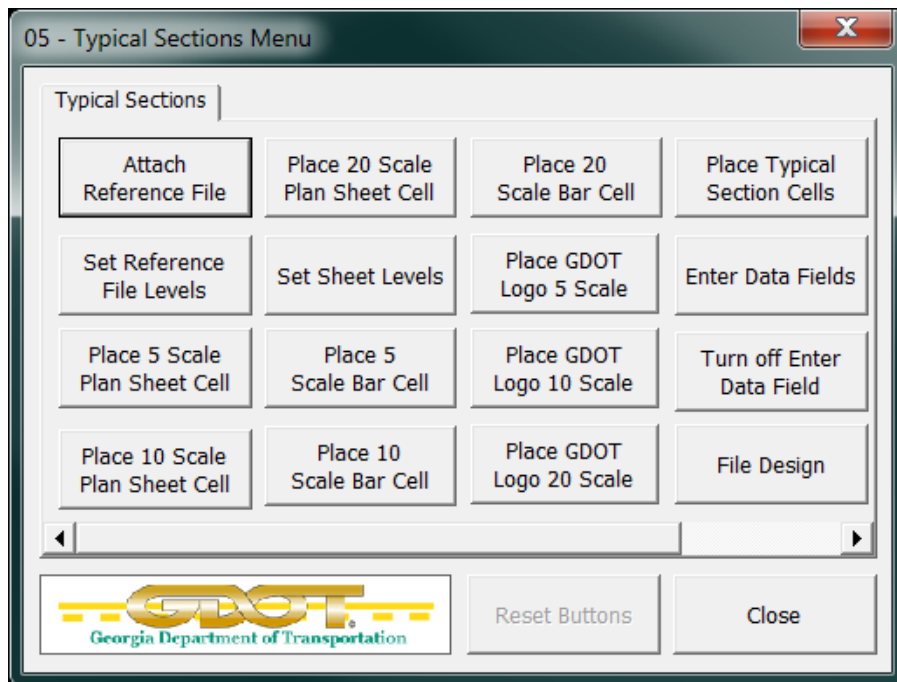 05 - Typical Sections Menu
X
Typical Sections
Attach
Reference File
Place 20 Scale
Plan Sheet Cell
Place 20
Scale Bar Cell
Place Typical
Section Cells
Set Reference
File Levels
Set Sheet Levels
Place GDOT
Logo 5 Scale
Enter Data Fields
Place 5 Scale
Plan Sheet Cell
Place 5
Scale Bar Cell
Place GDOT
Logo 10 Scale
Turn off Enter
Data Field
Place 10 Scale
Plan Sheet Cell
Place 10
Scale Bar Cell
Place GDOT
Logo 20 Scale
File Design
GDOT
Georgia Department of Transportation
Reset Buttons
Close